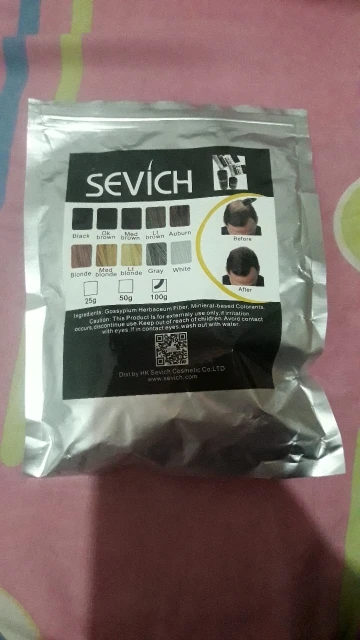 SEVICH
Black Dk brown Med brown Lt brown Auburn
Blonde Med blonde Lt blonde Gray White
Before
After
25g 50g 100g
Ingredients: Gossypium Herbaceum Fiber, Minieral-based Colorants.
Caution: This Product is for externaly use only,if irritation.
occurs,discontinue use.Keep out of reach of children.Avoid contact
with eyes.If in contact eyes.wash out with water.
Dist.by HK Sevich Cosmetic Co:LTD
www.sevich.com